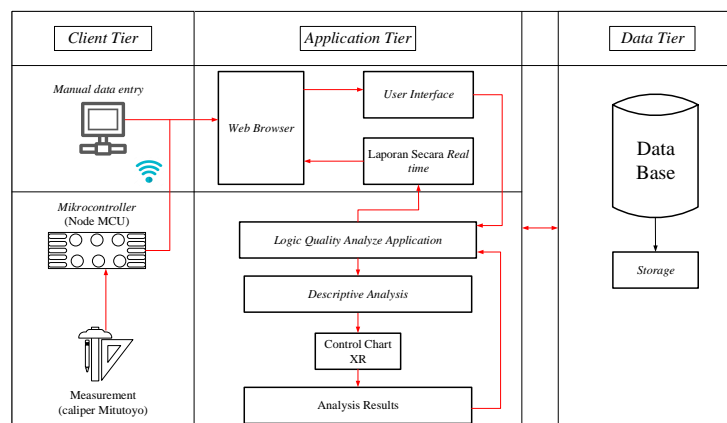 Client Tier
Application Tier
Data Tier
Manual data entry
Web Browser
User Interface
Laporan Secara Real
time
Data
Base
Storage
Mikrocontroller
(Node MCU)
Logic Quality Analyze Application
Descriptive Analysis
Control Chart
XR
Analysis Results
Measurement
(caliper Mitutoyo)